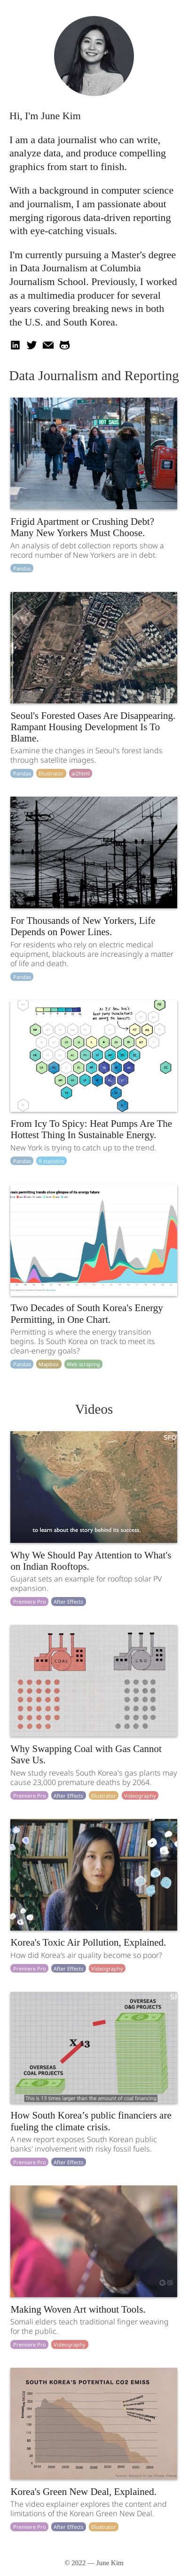 Hi, I'm June Kim
I am a data journalist who can write,
analyze data, and produce compelling
graphics from start to finish.
With a background in computer science
and journalism, I am passionate about
merging rigorous data-driven reporting
with eye-catching visuals.
I'm currently pursuing a Master's degree
in Data Journalism at Columbia
Journalism School. Previously, I worked
as a multimedia producer for several
years covering breaking news in both
the U.S. and South Korea.
Data Journalism and Reporting
Frigid Apartment or Crushing Debt?
Many New Yorkers Must Choose.
An analysis of debt collection reports show a
record number of New Yorkers are in debt.
Pandas
Seoul's Forested Oases Are Disappearing.
Rampant Housing Development Is To
Blame.
Examine the changes in Seoul's forest lands
through satellite images.
Pandas Illustrator ai2html
For Thousands of New Yorkers, Life
Depends on Power Lines.
For residents who rely on electric medical
equipment, blackouts are increasingly a matter
of life and death.
Pandas
From Icy To Spicy: Heat Pumps Are The
Hottest Thing In Sustainable Energy.
New York is trying to catch up to the trend.
Pandas
permitting trends show glimpse of its energy future
Two Decades of South Korea's Energy
Permitting, in One Chart.
Permitting is where the energy transition
begins. Is South Korea on track to meet its
clean-energy goals?
Pandas Mapbox Web scraping
Videos
SFO
to learn about the story behind its success.
Why We Should Pay Attention to What's
on Indian Rooftops.
Gujarat sets an example for rooftop solar PV
expansion.
Premiere Pro After Effects
COAL LNG
Why Swapping Coal with Gas Cannot
Save Us.
New study reveals South Korea's gas plants may
cause 23,000 premature deaths by 2064.
Premiere Pro After Effects Illustrator Videography
Korea's Toxic Air Pollution, Explained.
How did Korea's air quality become so poor?
Premiere Pro After Effects Videography
OVERSEAS
O&G PROJECTS
X 13
OVERSEAS
COAL PROJECTS
This is 13 times larger than the amount of coal financing
How South Korea's public financiers are
fueling the climate crisis.
A new report exposes South Korean public
banks' involvement with risky fossil fuels.
Premiere Pro After Effects
Making Woven Art without Tools.
Somali elders teach traditional finger weaving
for the public.
Premiere Pro Videography
SOUTH KOREA'S POTENTIAL CO2 EMISS
Korea's Green New Deal, Explained.
The video explainer explores the content and
limitations of the Korean Green New Deal.
Premiere Pro After Effects Illustrator
© 2022 — June Kim